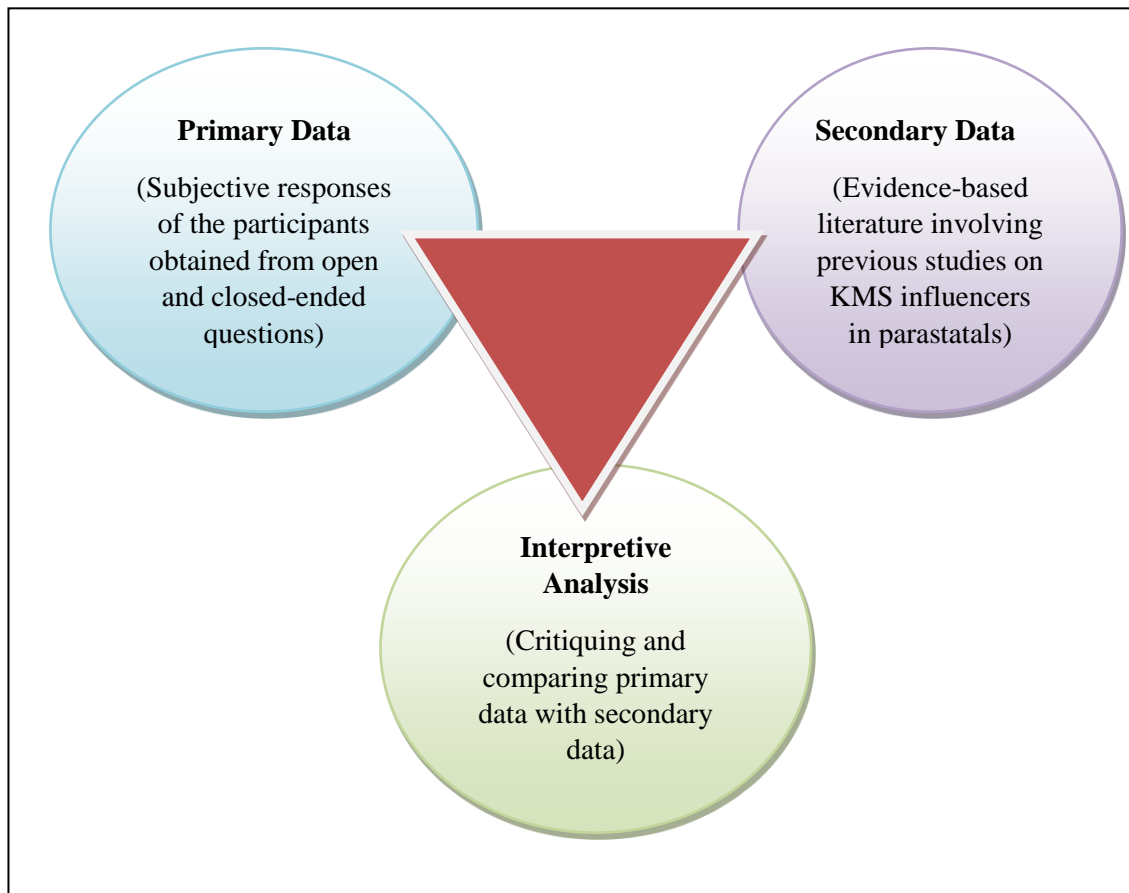 Primary Data
(Subjective responses
of the participants
obtained from open
and closed-ended
questions)
Secondary Data
(Evidence-based
literature involving
previous studies on
KMS influencers
in parastatals)
Interpretive
Analysis
(Critiquing and
comparing primary
data with secondary
data)